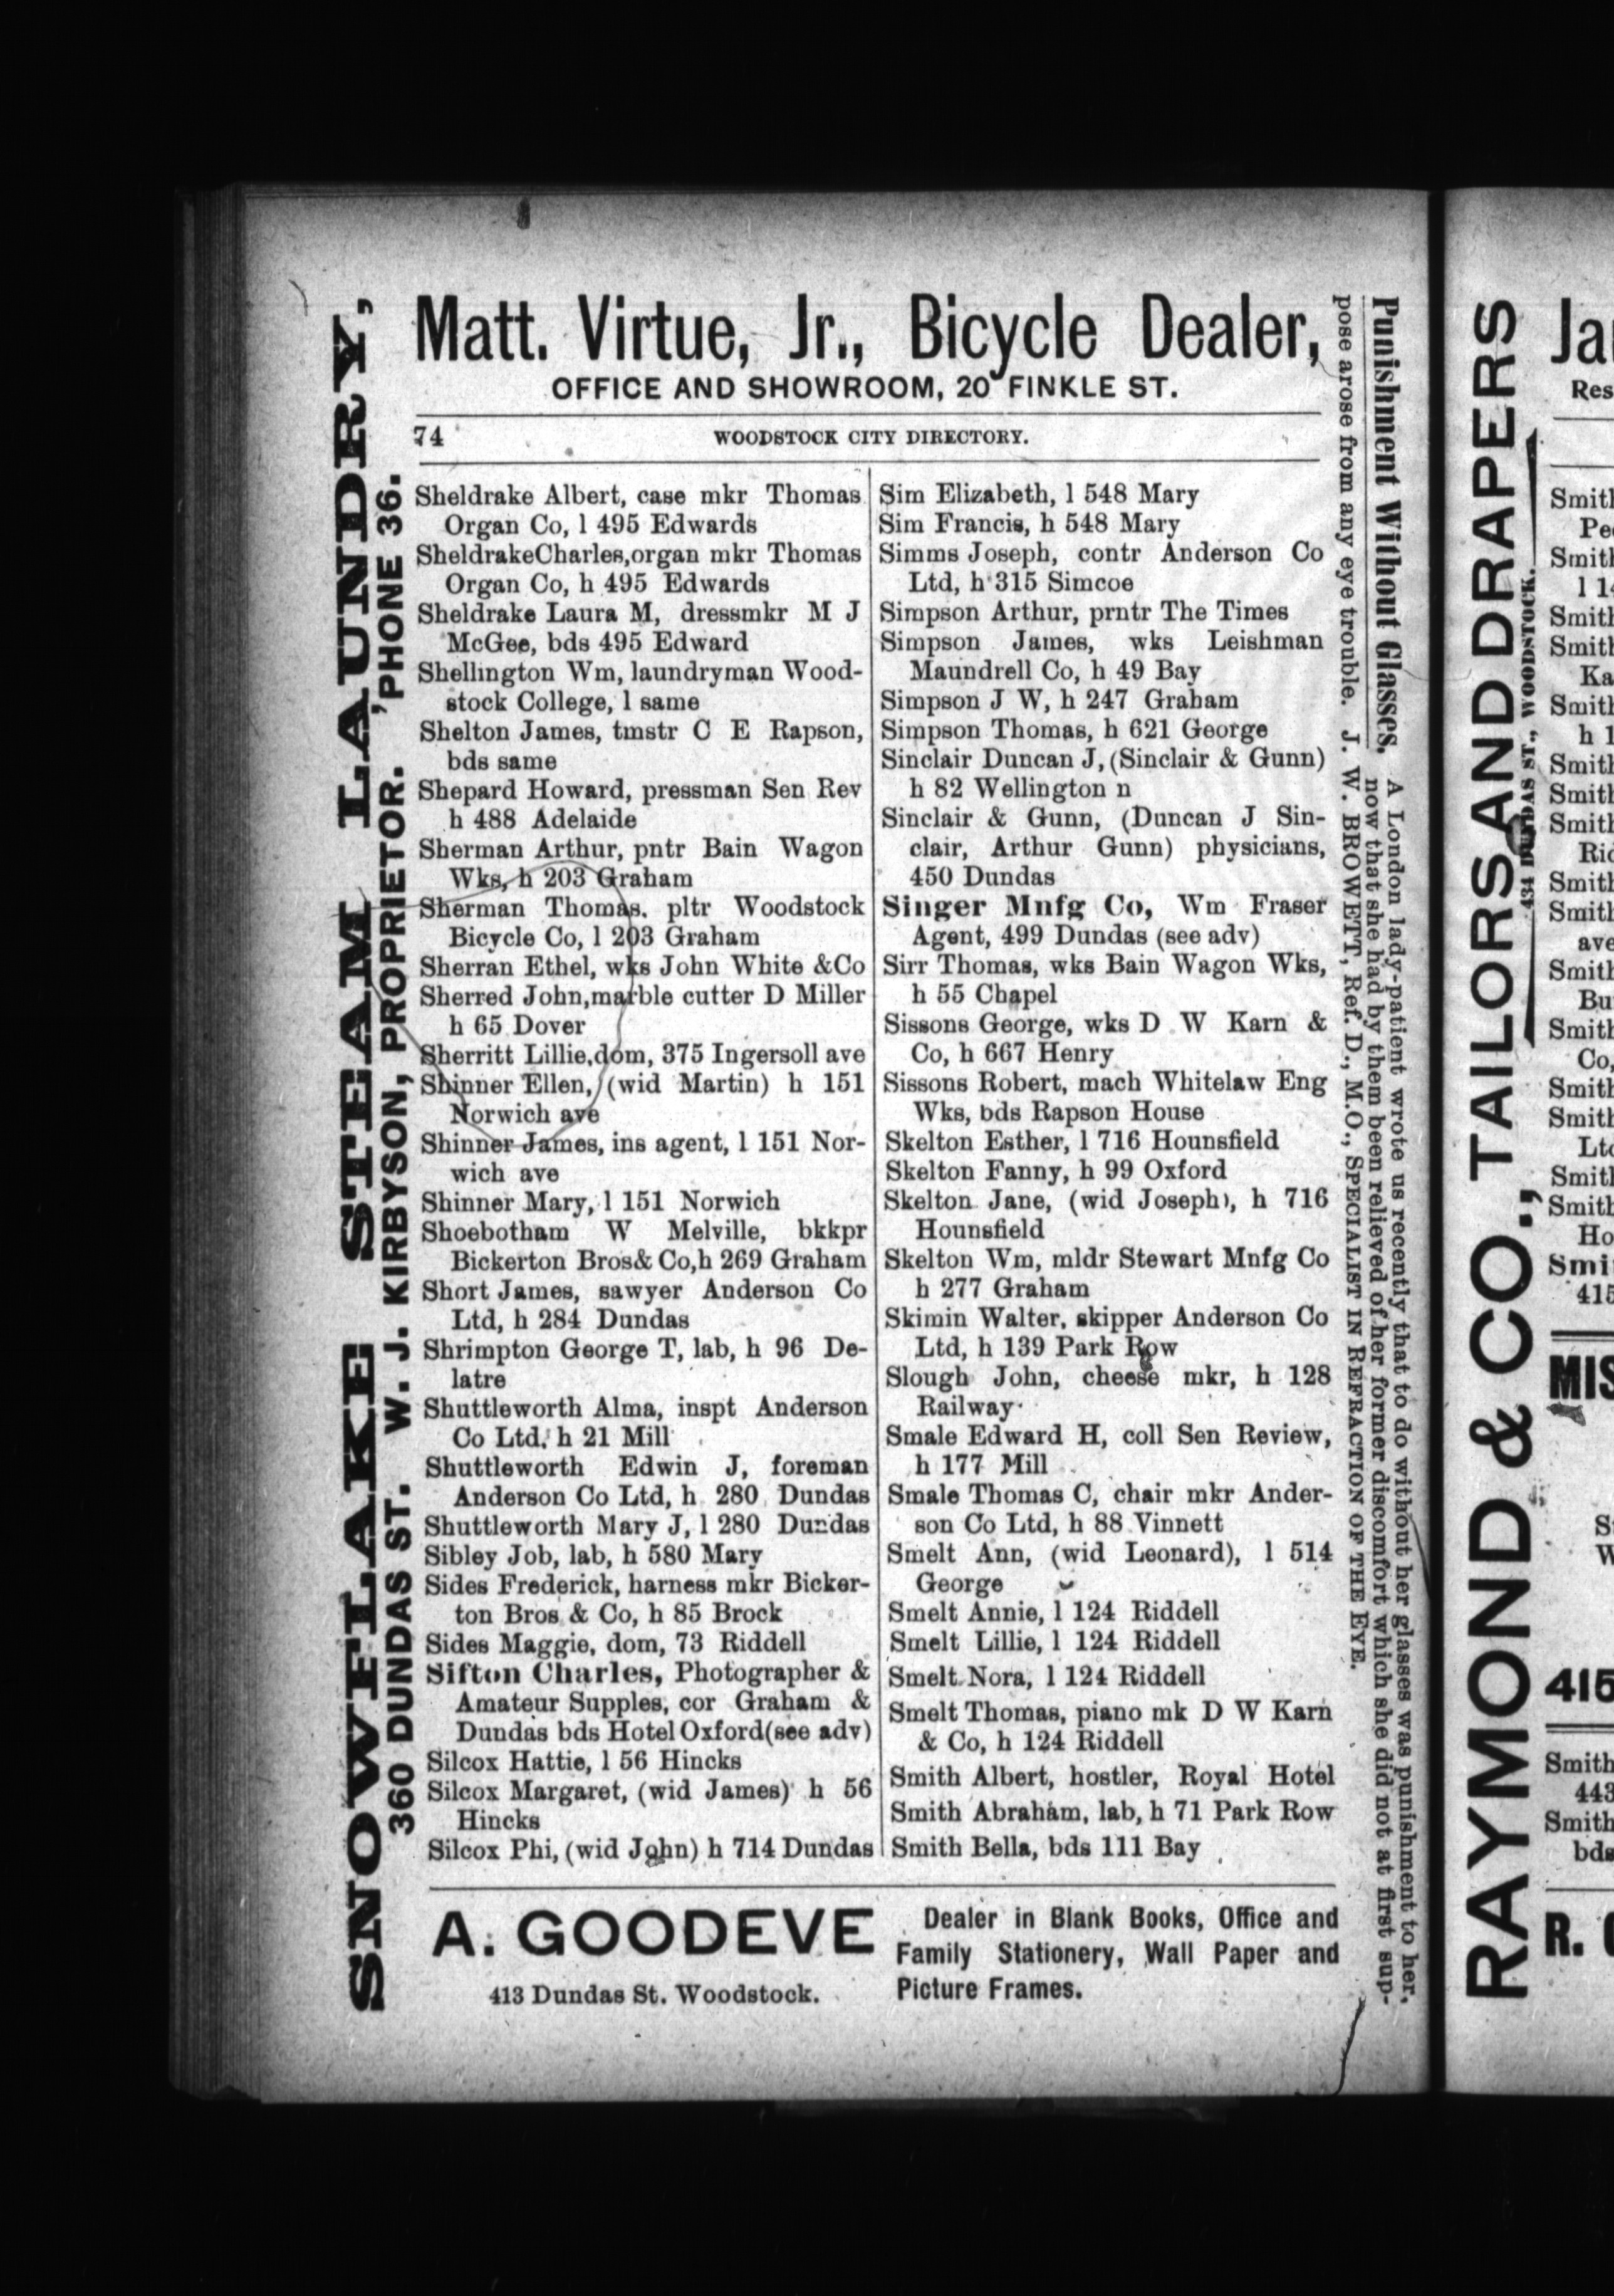 Matt. Virtue, Jr., Bicycle Dealer,
OFFICE AND SHOWROOM, 20 FINKLE ST.
74
WOODSTOCK CITY DIRECTORY.
Sheldrake Albert, case mkr Thomas
Organ Co, l 495 Edwards
SheldrakeCharles,organ mkr Thomas
Organ Co, h 495 Edwards
Sheldrake Laura M, dressmkr M J
McGee, bds 495 Edward
Shellington Wm, laundryman Wood-
stock College, l same
Shelton James, tmstr C E Rapson,
bds same
Shepard Howard, pressman Sen Rev
h 488 Adelaide
Sherman Arthur, pntr Bain Wagon
Wks, h 203 Graham
Sherman Thomas. pltr Woodstock
Bicycle Co, l 203 Graham
Sherran Ethel, wks John White &Co
Sherred John,marble cutter D Miller
h 65 Dover
Sherritt Lillie,dom, 375 Ingersoll ave
Shinner Ellen, (wid Martin) h 151
Norwich ave
Shinner James, ins agent, l 151 Nor-
wich ave
Shinner Mary, l 151 Norwich
Shoebotham W Melville, bkkpr
Bickerton Bros& Co,h 269 Graham
Short James, sawyer Anderson Co
Ltd, h 284 Dundas
Shrimpton George T, lab, h 96 De-
latre
Shuttleworth Alma, inspt Anderson
Co Ltd, h 21 Mill
Shuttleworth Edwin J, foreman
Anderson Co Ltd, h 280 Dundas
Shuttleworth Mary J, l 280 Dundas
Sibley Job, lab, h 580 Mary
Sides Frederick, harness mkr Bicker-
ton Bros & Co, h 85 Brock
Sides Maggie, dom, 73 Riddell
Sifton Charles, Photographer &
Amateur Supples, cor Graham &
Dundas bds Hotel Oxford(see adv)
Silcox Hattie, l 56 Hincks
Silcox Margaret, (wid James) h 56
Hincks
Silcox Phi, (wid John) h 714 Dundas
Sim Elizabeth, l 548 Mary
Sim Francis, h 548 Mary
Simms Joseph, contr Anderson Co
Ltd, h 315 Simcoe
Simpson Arthur, prntr The Times
Simpson James, wks Leishman
Maundrell Co, h 49 Bay
Simpson J W, h 247 Graham
Simpson Thomas, h 621 George
Sinclair Duncan J, (Sinclair & Gunn)
h 82 Wellington n
Sinclair & Gunn, (Duncan J Sin-
clair, Arthur Gunn) physicians,
450 Dundas
Singer Mnfg Co, Wm Fraser
Agent, 499 Dundas (see adv)
Sirr Thomas, wks Bain Wagon Wks,
h 55 Chapel
Sissons George, wks D W Karn &
Co, h 667 Henry
Sissons Robert, mach Whitelaw Eng
Wks, bds Rapson House
Skelton Esther, l 716 Hounsfield
Skelton Fanny, h 99 Oxford
Skelton Jane, (wid Joseph), h 716
Hounsfield
Skelton Wm, mldr Stewart Mnfg Co
h 277 Graham
Skimin Walter, skipper Anderson Co
Ltd, h 139 Park Row
Slough John, cheese mkr, h 128
Railway
Smale Edward H, coll Sen Review,
h 177 Mill
Smale Thomas C, chair mkr Ander-
son Co Ltd, h 88 Vinnett
Smelt Ann, (wid Leonard), l 514
George
Smelt Annie, l 124 Riddell
Smelt Lillie, l 124 Riddell
Smelt Nora, l 124 Riddell
Smelt Thomas, piano mk D W Karn
& Co, h 124 Riddell
Smith Albert, hostler, Royal Hotel
Smith Abraham, lab, h 71 Park Row
Smith Bella, bds 111 Bay
A. GOODEVE
413 Dundas St. Woodstock.
Dealer in Blank Books, Office and
Family Stationery, Wall Paper and
Picture Frames.
SNOWFLAKE STEAM LAUNDRY,
360 DUNDAS ST. W. J. KIRBYSON, PROPRIETOR. 'PHONE 36.
Punishment Without Glasses.
A London lady-patient wrote us recently that to do without her glasses was punishment to her,
now that she had by them been relieved of her former discomfort which she did not at first sup-
pose arose from any eye trouble. J. W. BROWETT, Ref. D., M.O., SPECIALIST IN REFRACTION OF THE EYE.
RAYMOND & CO., TAILORS AND DRAPERS
431 DUNDAS ST., WOODSTOCK.